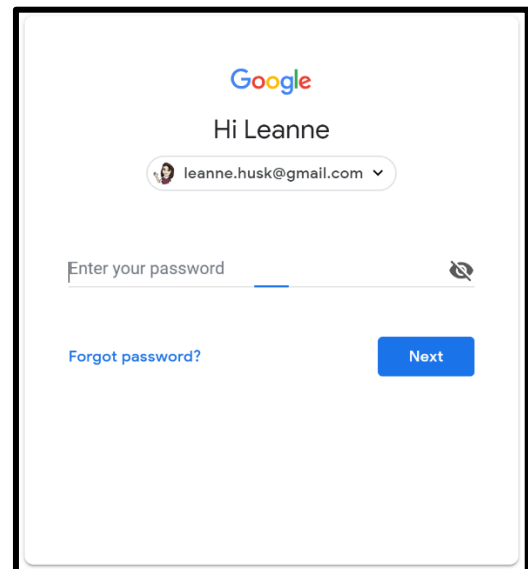 Google
Hi Leanne
leanne.husk@gmail.com
Enter your password
Forgot password?
Next